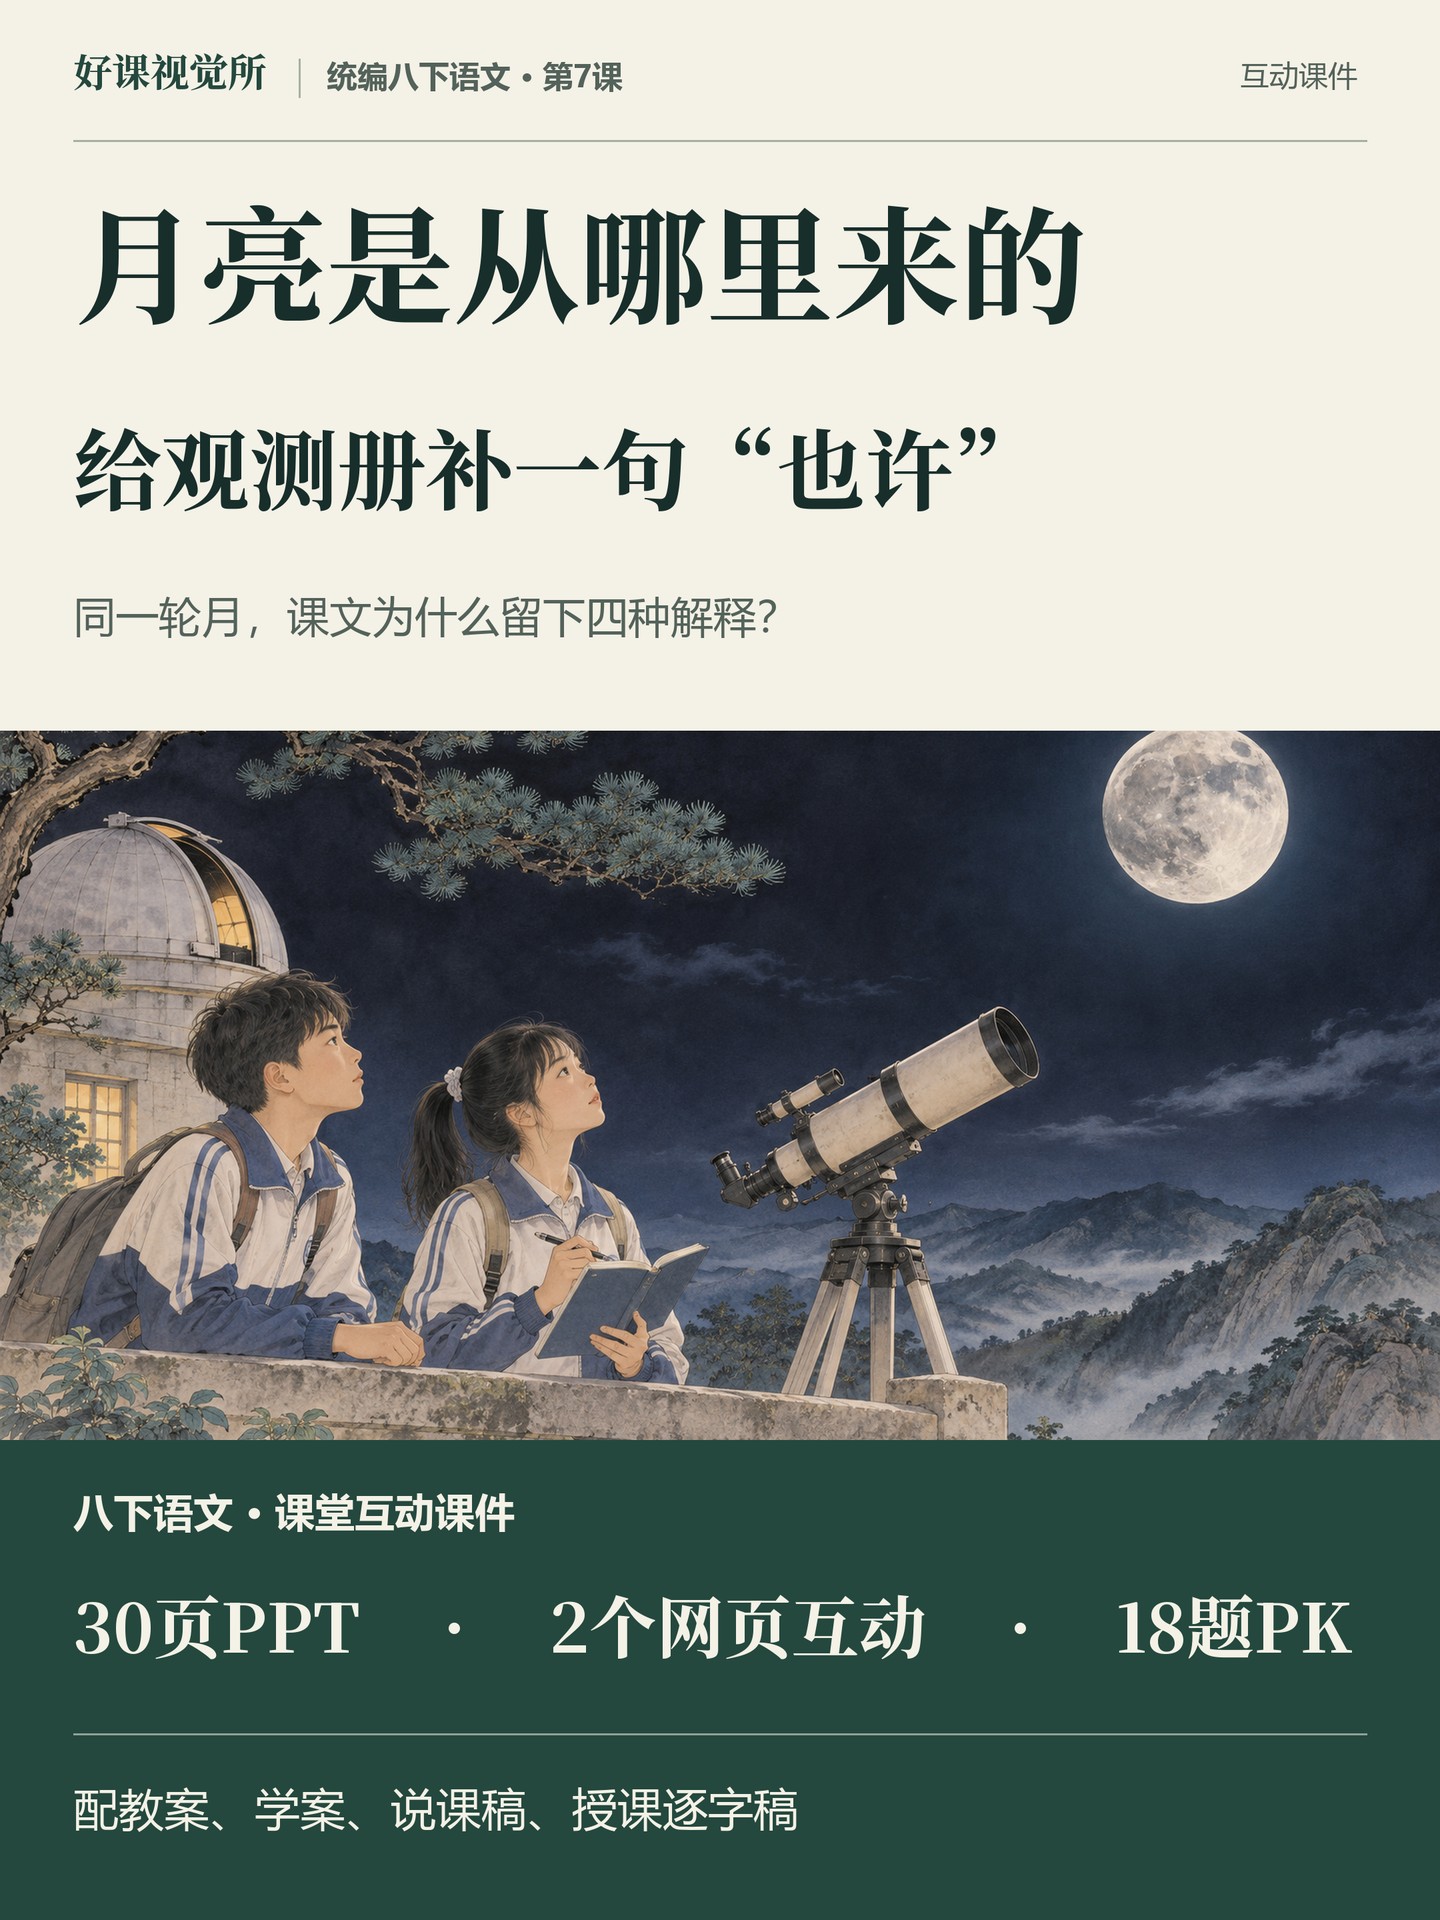 好课视觉所 统编八下语文·第7课 互动课件
月亮是从哪里来的
给观测册补一句“也许”
同一轮月，课文为什么留下四种解释？
八下语文·课堂互动课件
30页PPT · 2个网页互动 · 18题PK
配教案、学案、说课稿、授课逐字稿